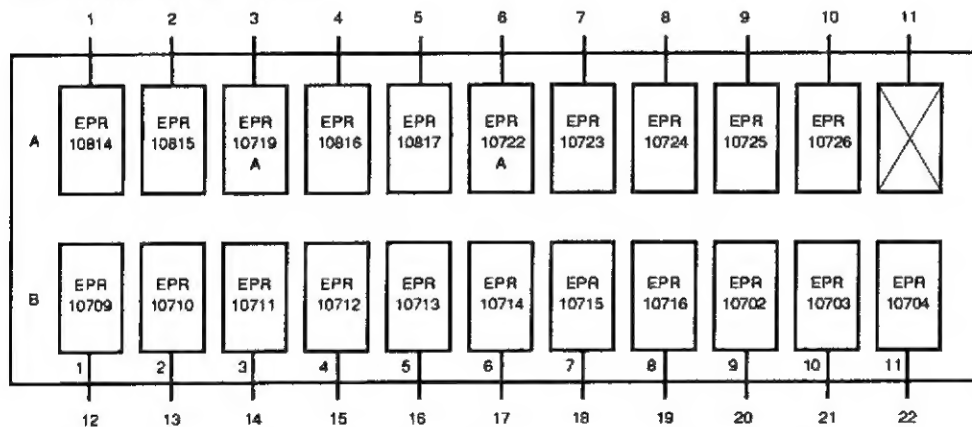 1 2 3 4 5 6 7 8 9 10 11
A
EPR 10814
EPR 10815
EPR 10719 A
EPR 10816
EPR 10817
EPR 10722 A
EPR 10723
EPR 10724
EPR 10725
EPR 10726
B
EPR 10709
EPR 10710
EPR 10711
EPR 10712
EPR 10713
EPR 10714
EPR 10715
EPR 10716
EPR 10702
EPR 10703
EPR 10704
1 2 3 4 5 6 7 8 9 10 11
12 13 14 15 16 17 18 19 20 21 22